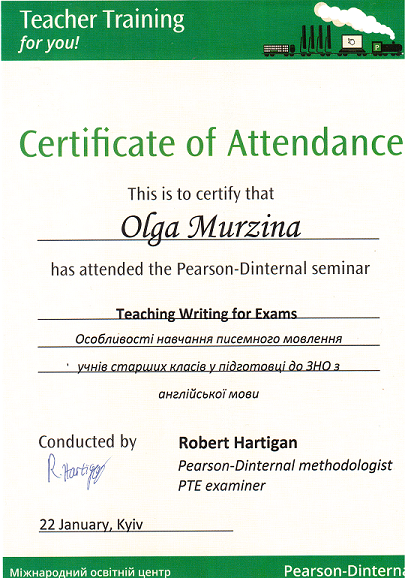 Teacher Training
for you!
P
Certificate of Attendance
This is to certify that
Olga Murzina
has attended the Pearson-Dinternal seminar
Teaching Writing for Exams
Особливості навчання писемного мовлення
учнів старших класів у підготовці до ЗНО з
англійської мови
Conducted by
Robert Hartigan
R. Hartigan
Pearson-Dinternal methodologist
PTE examiner
22 January, Kyiv
Міжнародний освітній центр
Pearson-Dinterna